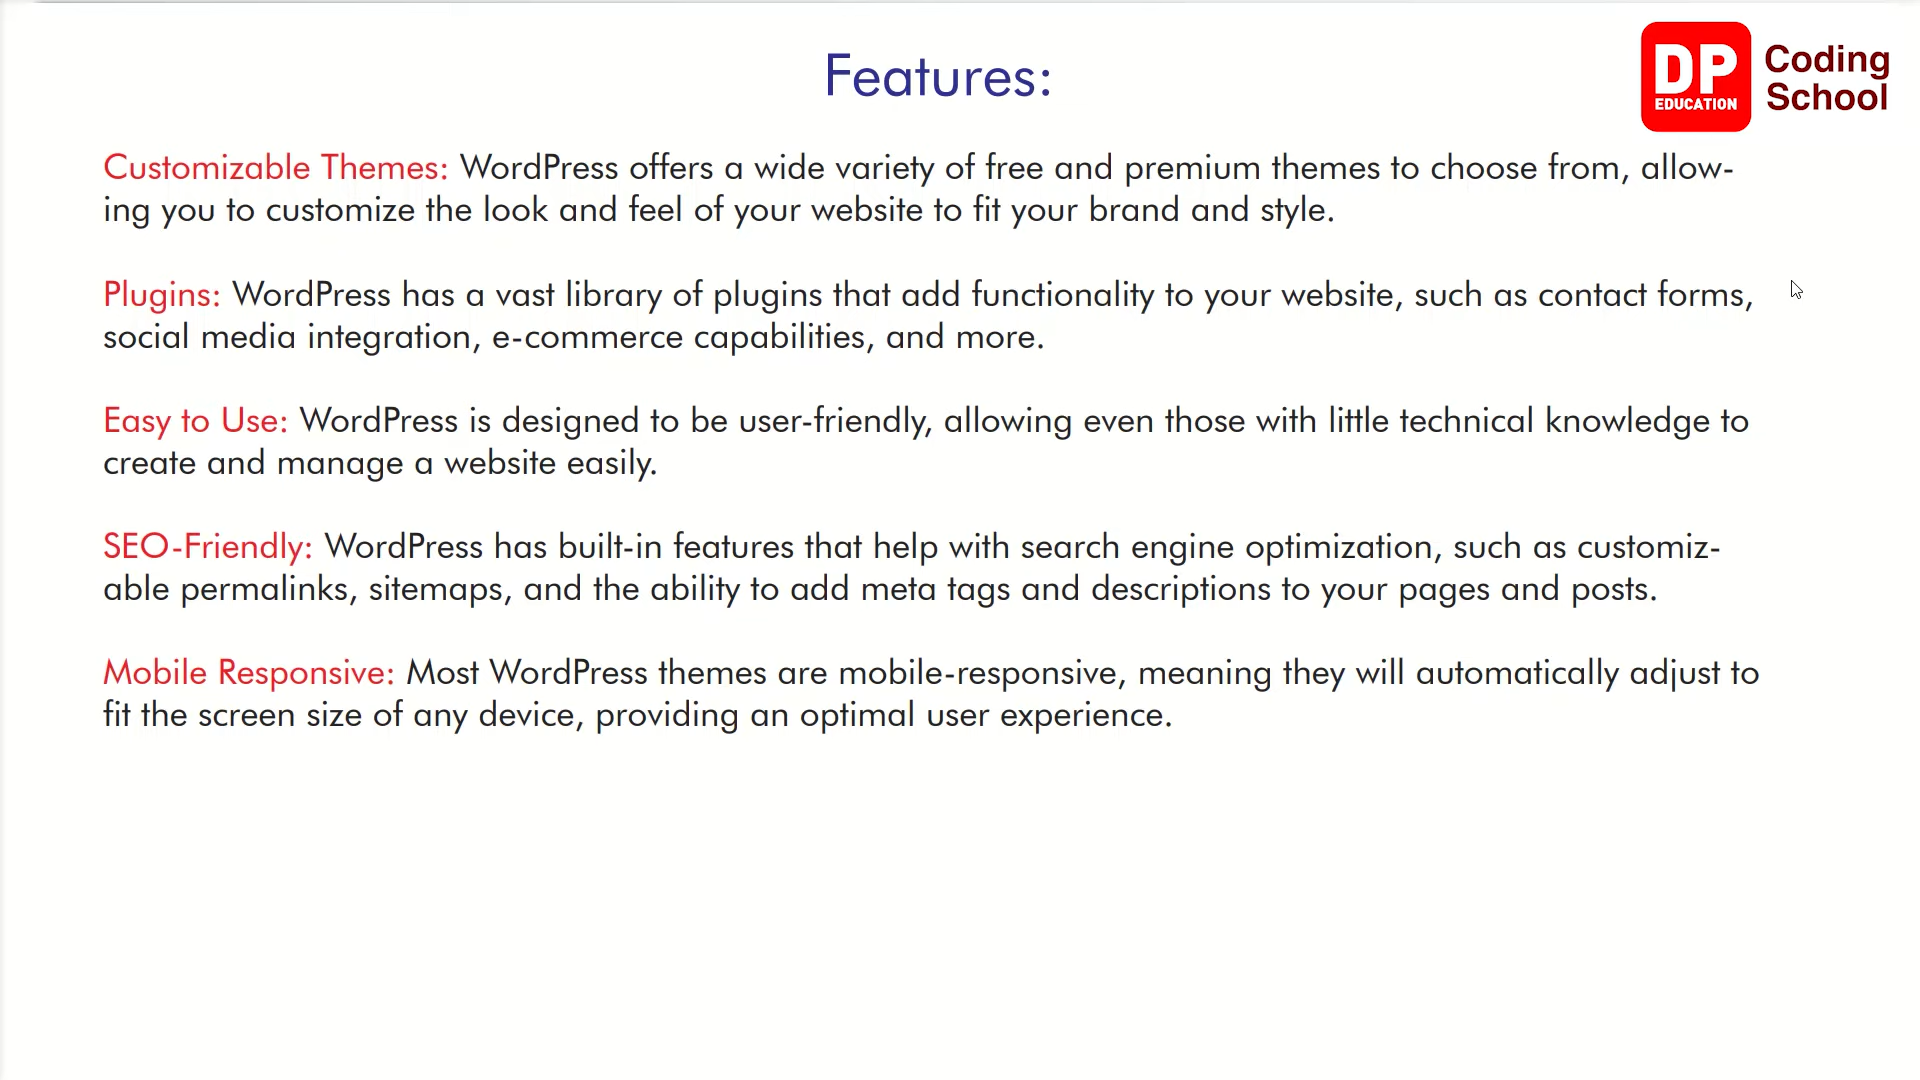 Features:
DP
EDUCATION
Coding
School
Customizable Themes: WordPress offers a wide variety of free and premium themes to choose from, allow-
ing you to customize the look and feel of your website to fit your brand and style.
Plugins: WordPress has a vast library of plugins that add functionality to your website, such as contact forms,
social media integration, e-commerce capabilities, and more.
Easy to Use: WordPress is designed to be user-friendly, allowing even those with little technical knowledge to
create and manage a website easily.
SEO-Friendly: WordPress has built-in features that help with search engine optimization, such as customiz-
able permalinks, sitemaps, and the ability to add meta tags and descriptions to your pages and posts.
Mobile Responsive: Most WordPress themes are mobile-responsive, meaning they will automatically adjust to
fit the screen size of any device, providing an optimal user experience.